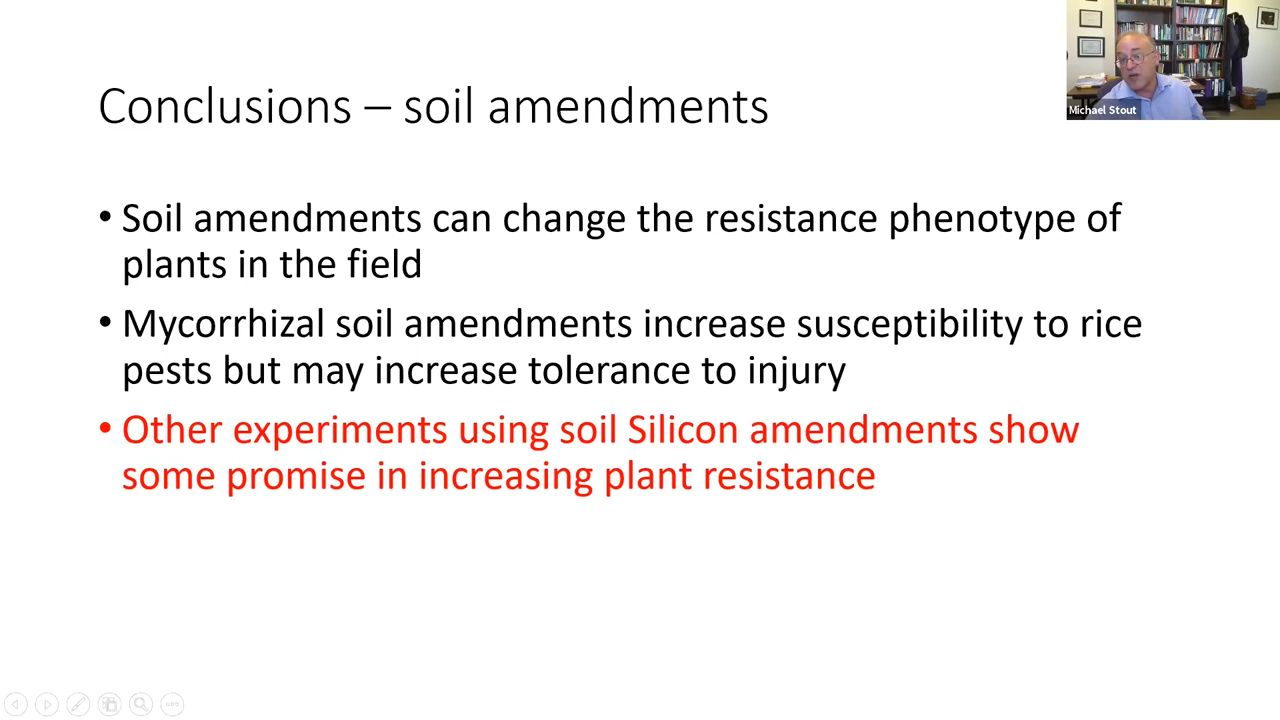 Michael Stout
Conclusions – soil amendments
• Soil amendments can change the resistance phenotype of
plants in the field
• Mycorrhizal soil amendments increase susceptibility to rice
pests but may increase tolerance to injury
• Other experiments using soil Silicon amendments show
some promise in increasing plant resistance